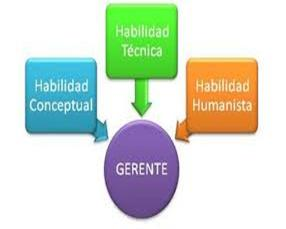 Habilidad
Técnica
Habilidad
Conceptual
Habilidad
Humanista
GERENTE